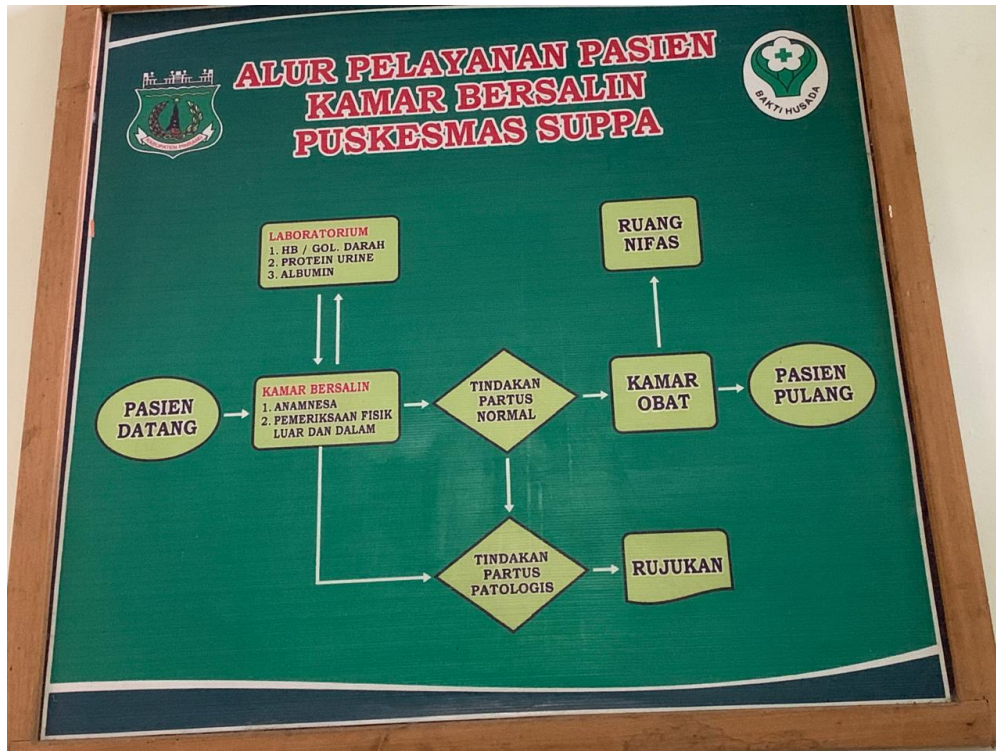 ALUR PELAYANAN PASIEN
KAMAR BERSALIN
PUSKESMAS SUPPA
BAKTI HUSADA
LABORATORIUM
1. HB / GOL. DARAH
2. PROTEIN URINE
3. ALBUMIN
RUANG
NIFAS
PASIEN
DATANG
KAMAR BERSALIN
1. ANAMNESA
2. PEMERIKSAAN FISIK
LUAR DAN DALAM
TINDAKAN
PARTUS
NORMAL
KAMAR
OBAT
PASIEN
PULANG
TINDAKAN
PARTUS
PATOLOGIS
RUJUKAN